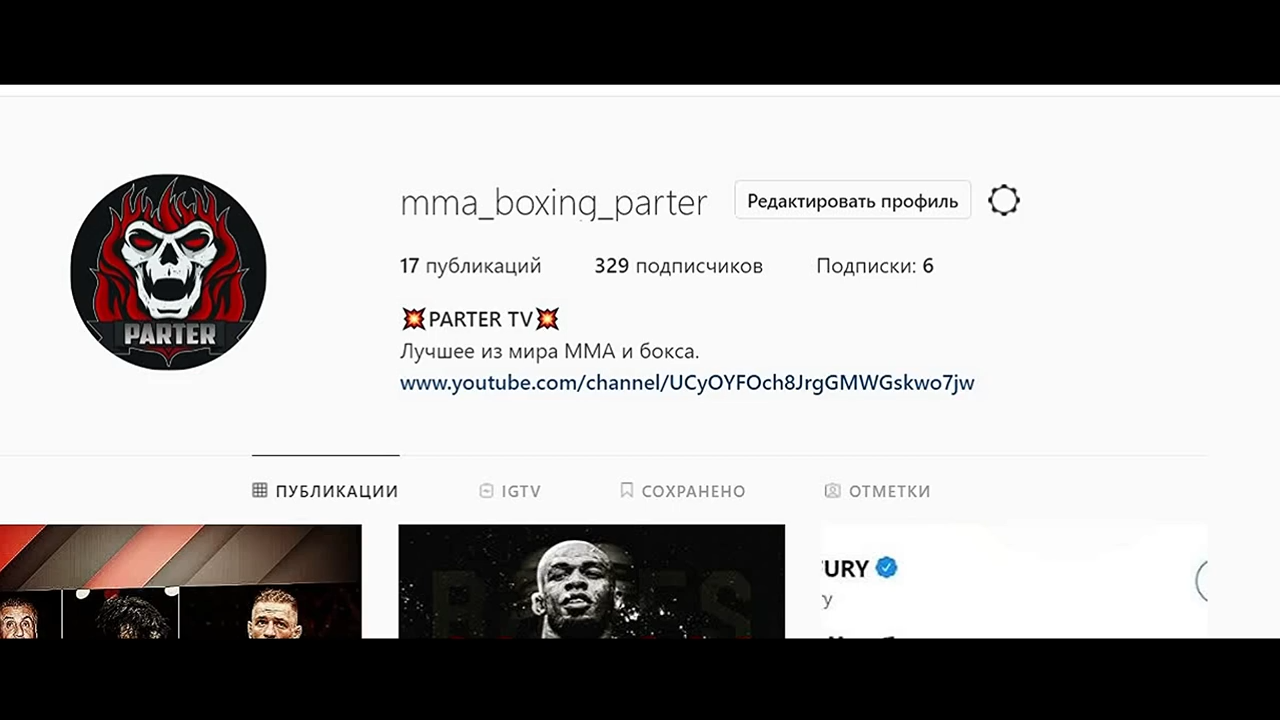 mma_boxing_parter
Редактировать профиль
17 публикаций
329 подписчиков
Подписки: 6
💥PARTER TV💥
Лучшее из мира ММА и бокса.
www.youtube.com/channel/UCyOYFOch8JrgGMWGskwo7jw
PARTER
ПУБЛИКАЦИИ
IGTV
СОХРАНЕНО
ОТМЕТКИ
URY